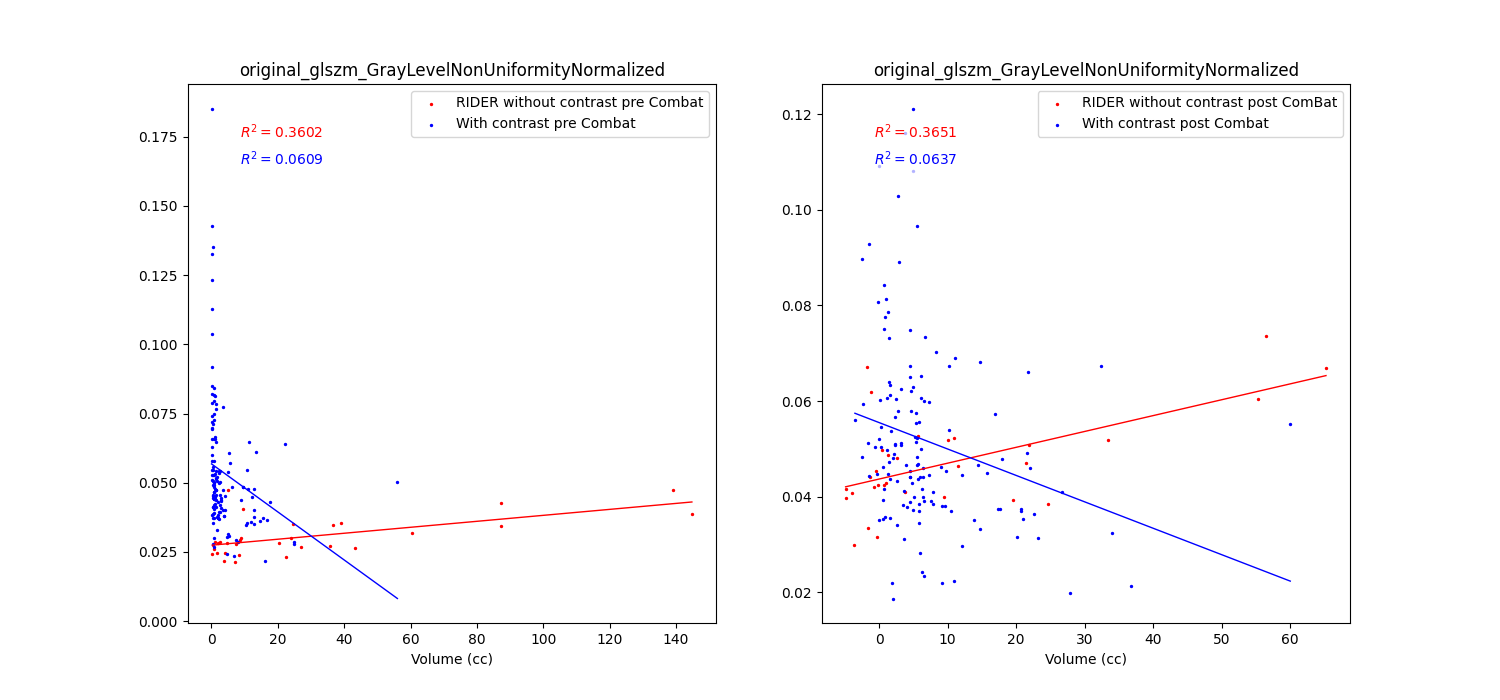 original_glszm_GrayLevelNonUniformityNormalized
RIDER without contrast pre Combat
With contrast pre Combat
R² = 0.3602
R² = 0.0609
0.175
0.150
0.125
0.100
0.075
0.050
0.025
0.000
0 20 40 60 80 100 120 140
Volume (cc)
original_glszm_GrayLevelNonUniformityNormalized
RIDER without contrast post ComBat
With contrast post Combat
R² = 0.3651
R² = 0.0637
0.12
0.10
0.08
0.06
0.04
0.02
0 10 20 30 40 50 60
Volume (cc)